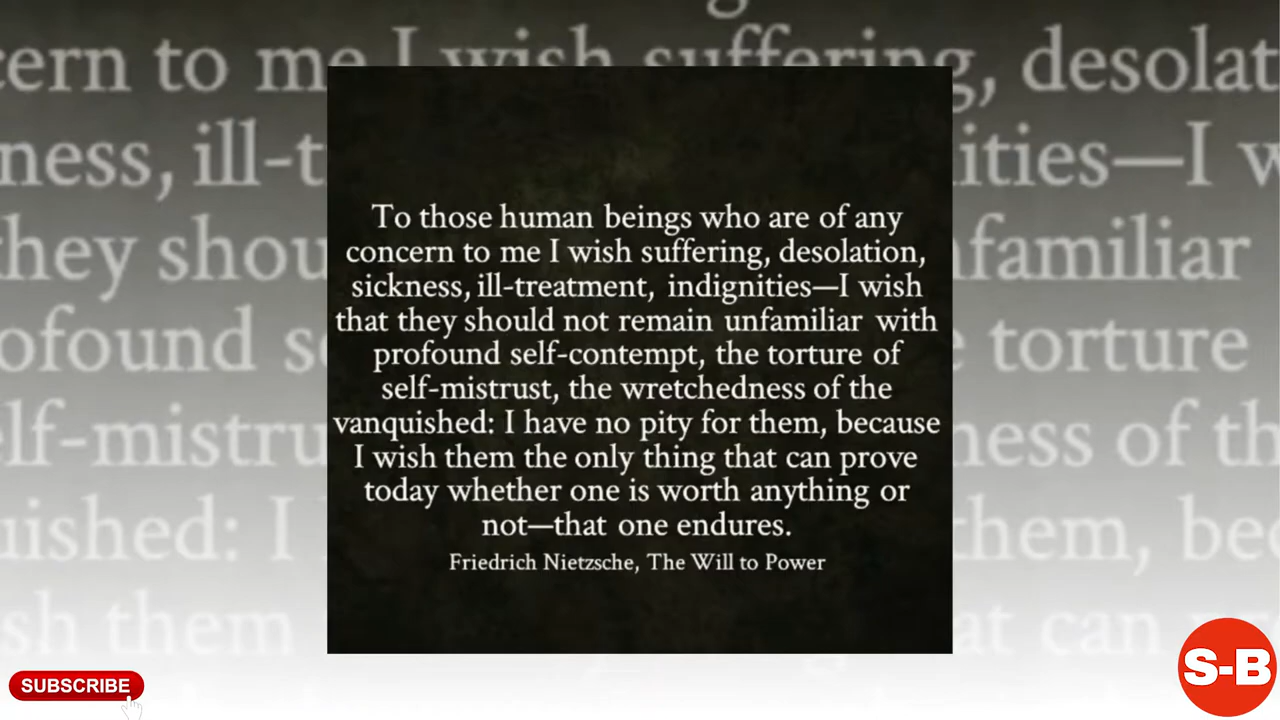 To those human beings who are of any
concern to me I wish suffering, desolation,
sickness, ill-treatment, indignities—I wish
that they should not remain unfamiliar with
profound self-contempt, the torture of
self-mistrust, the wretchedness of the
vanquished: I have no pity for them, because
I wish them the only thing that can prove
today whether one is worth anything or
not—that one endures.
Friedrich Nietzsche, The Will to Power
SUBSCRIBE
S-B